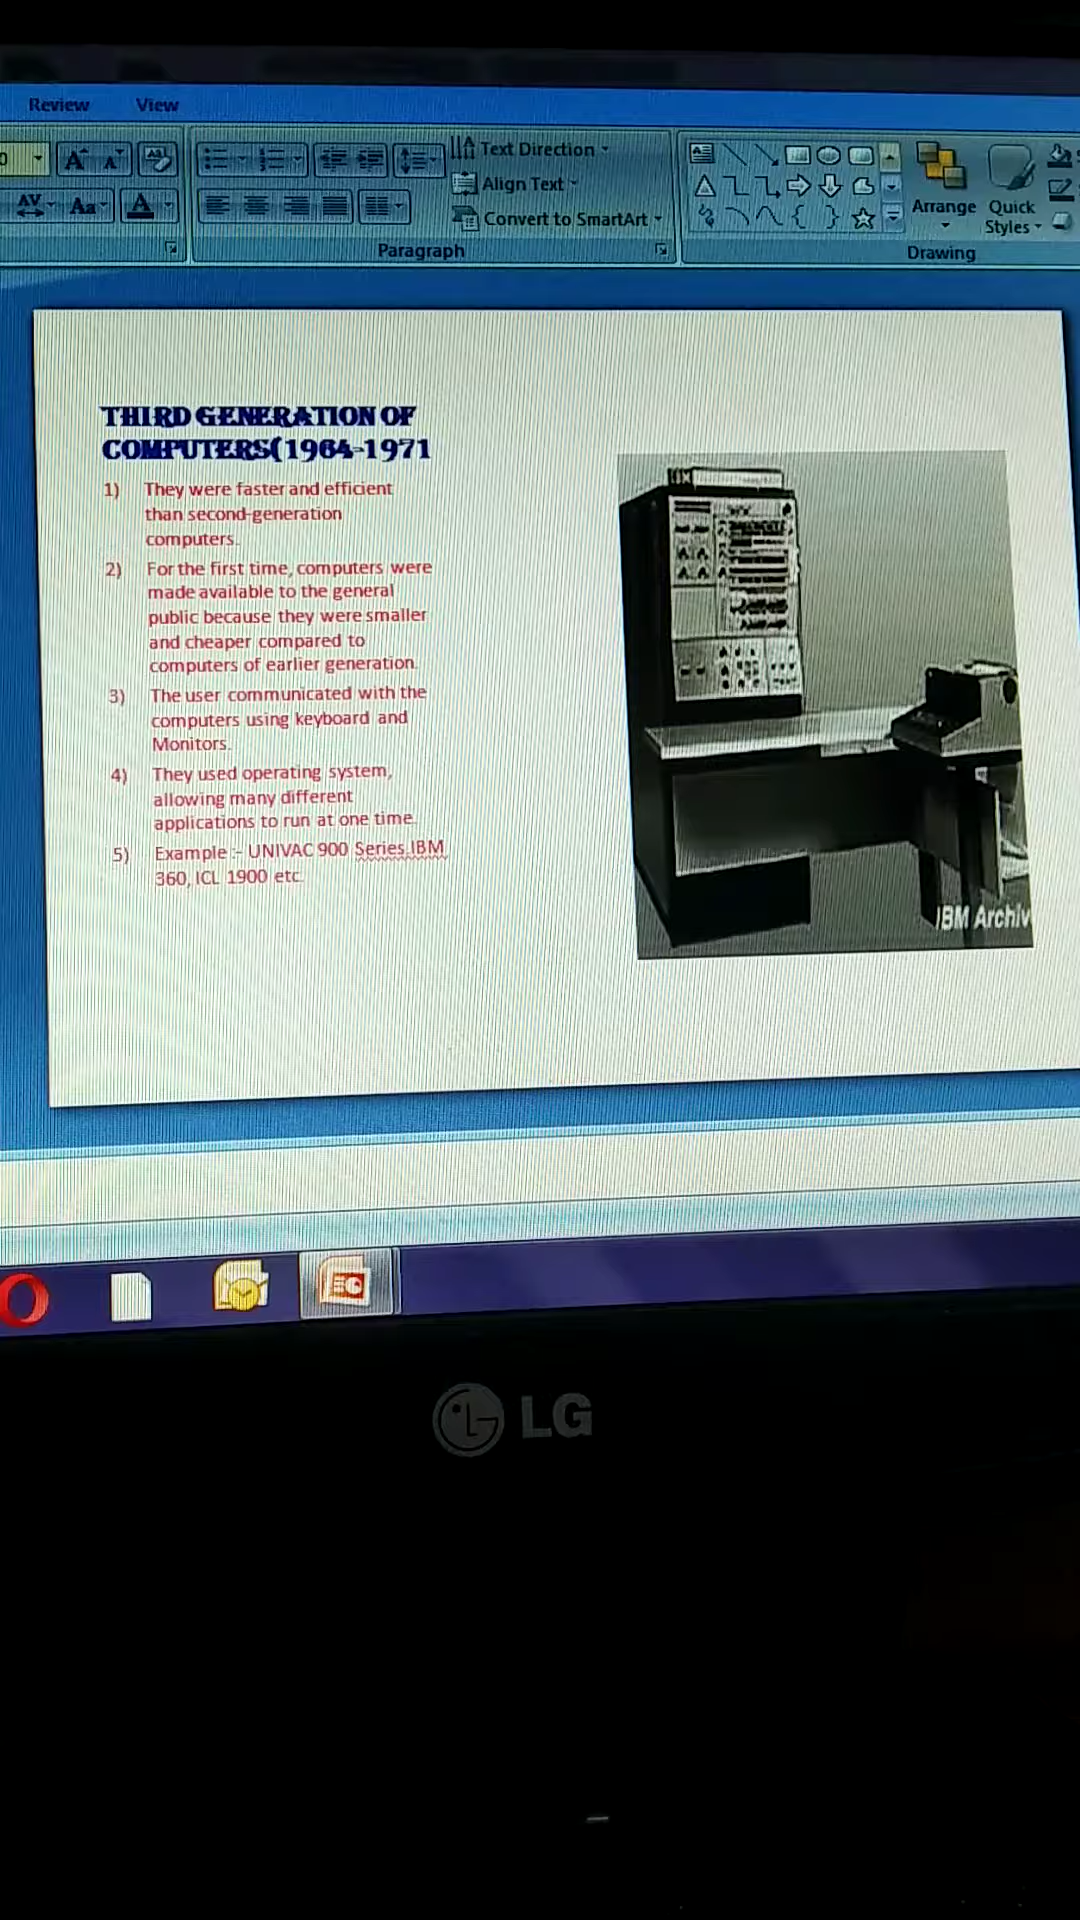 Review View
Text Direction
Align Text
Convert to SmartArt
Paragraph
Arrange
Quick Styles
Drawing
THIRD GENERATION OF
COMPUTERS(1964-1971
1) They were faster and efficient
than second-generation
computers.
2) For the first time, computers were
made available to the general
public because they were smaller
and cheaper compared to
computers of earlier generation.
3) The user communicated with the
computers using keyboard and
Monitors.
4) They used operating system,
allowing many different
applications to run at one time.
5) Example :- UNIVAC 900 Series,IBM
360, ICL 1900 etc.
IBM Archiv
LG